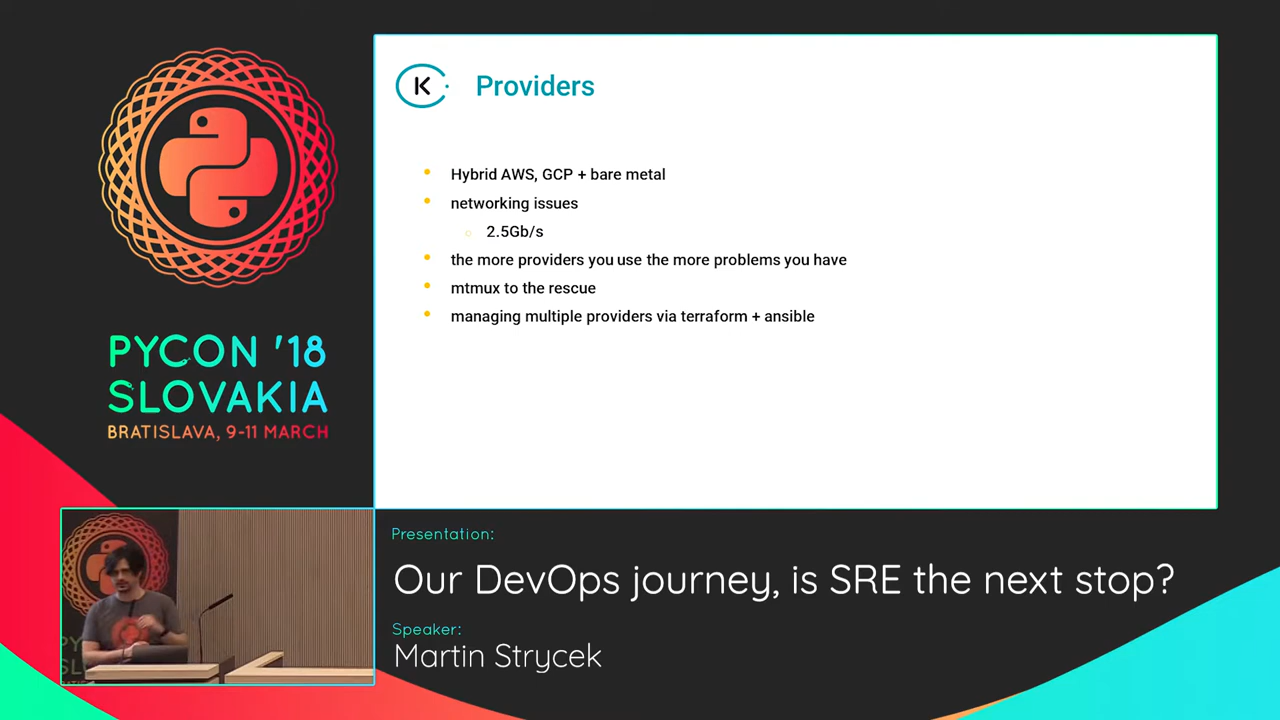 PYCON '18
SLOVAKIA
BRATISLAVA, 9-11 MARCH
K
Providers
Hybrid AWS, GCP + bare metal
networking issues
2.5Gb/s
the more providers you use the more problems you have
mtmux to the rescue
managing multiple providers via terraform + ansible
Presentation:
Our DevOps journey, is SRE the next stop?
Speaker:
Martin Strycek